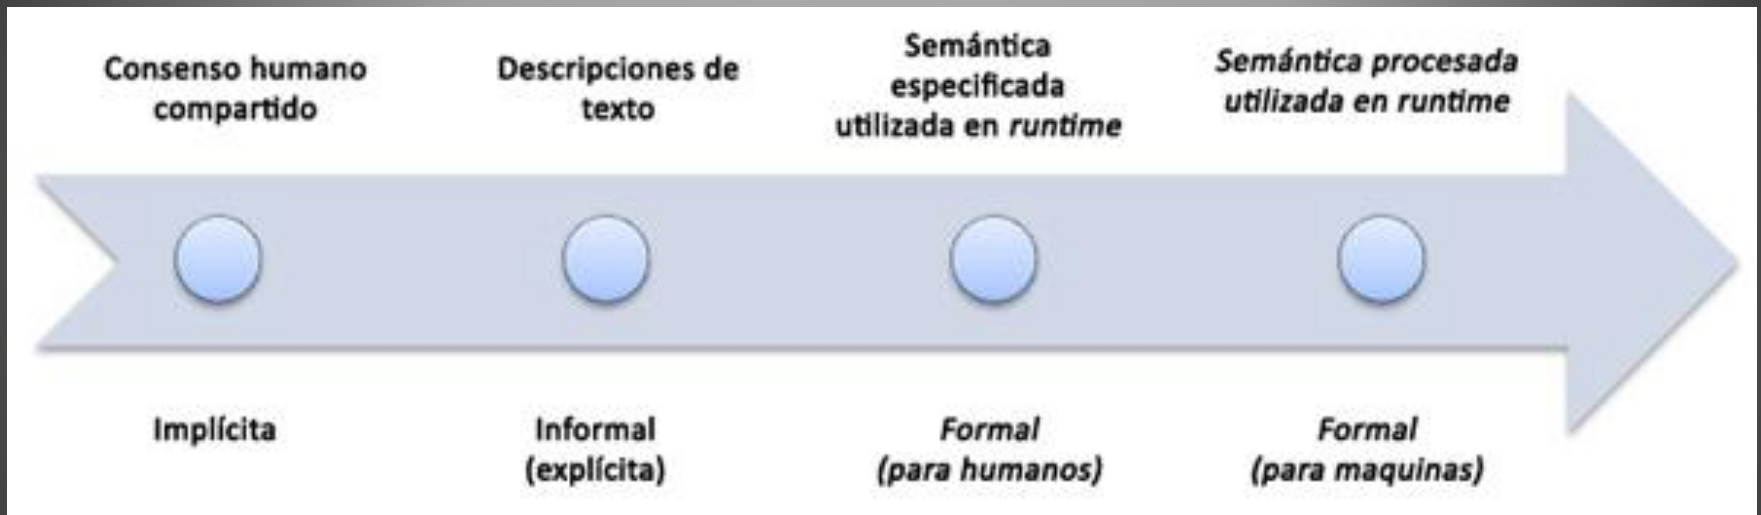 Consenso humano
compartido
Descripciones de
texto
Semántica
especificada
utilizada en runtime
Semántica procesada
utilizada en runtime
Implícita
Informal
(explícita)
Formal
(para humanos)
Formal
(para maquinas)